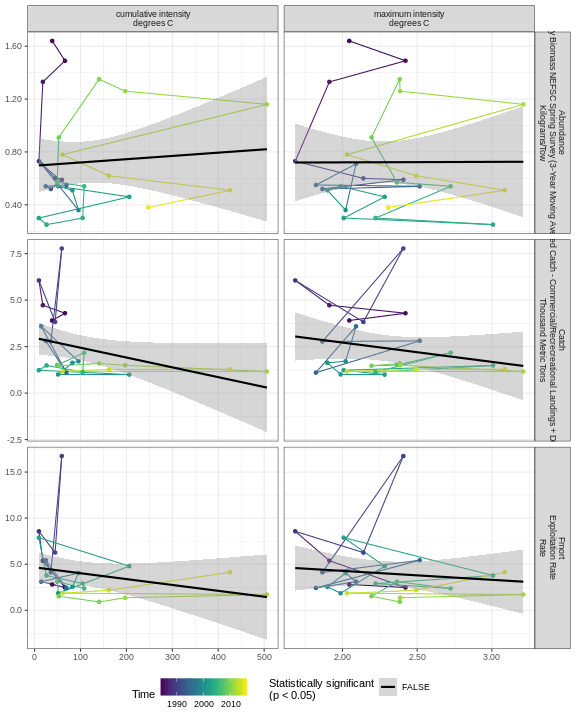 cumulative intensity
degrees C
maximum intensity
degrees C
1.60
1.20
0.80
0.40
Biomass NEFSC Spring Survey (3-Year Moving
Abundance
Kilograms/tow
7.5
5.0
2.5
0.0
-2.5
Catch
Catch - Commercial/Recreational Landings +
Thousand Metric Tons
15.0
10.0
5.0
0.0
Fmort
Exploitation Rate
Rate
0
100
200
300
400
500
2.00
2.50
3.00
Time
1990
2000
2010
Statistically significant
(p < 0.05)
FALSE